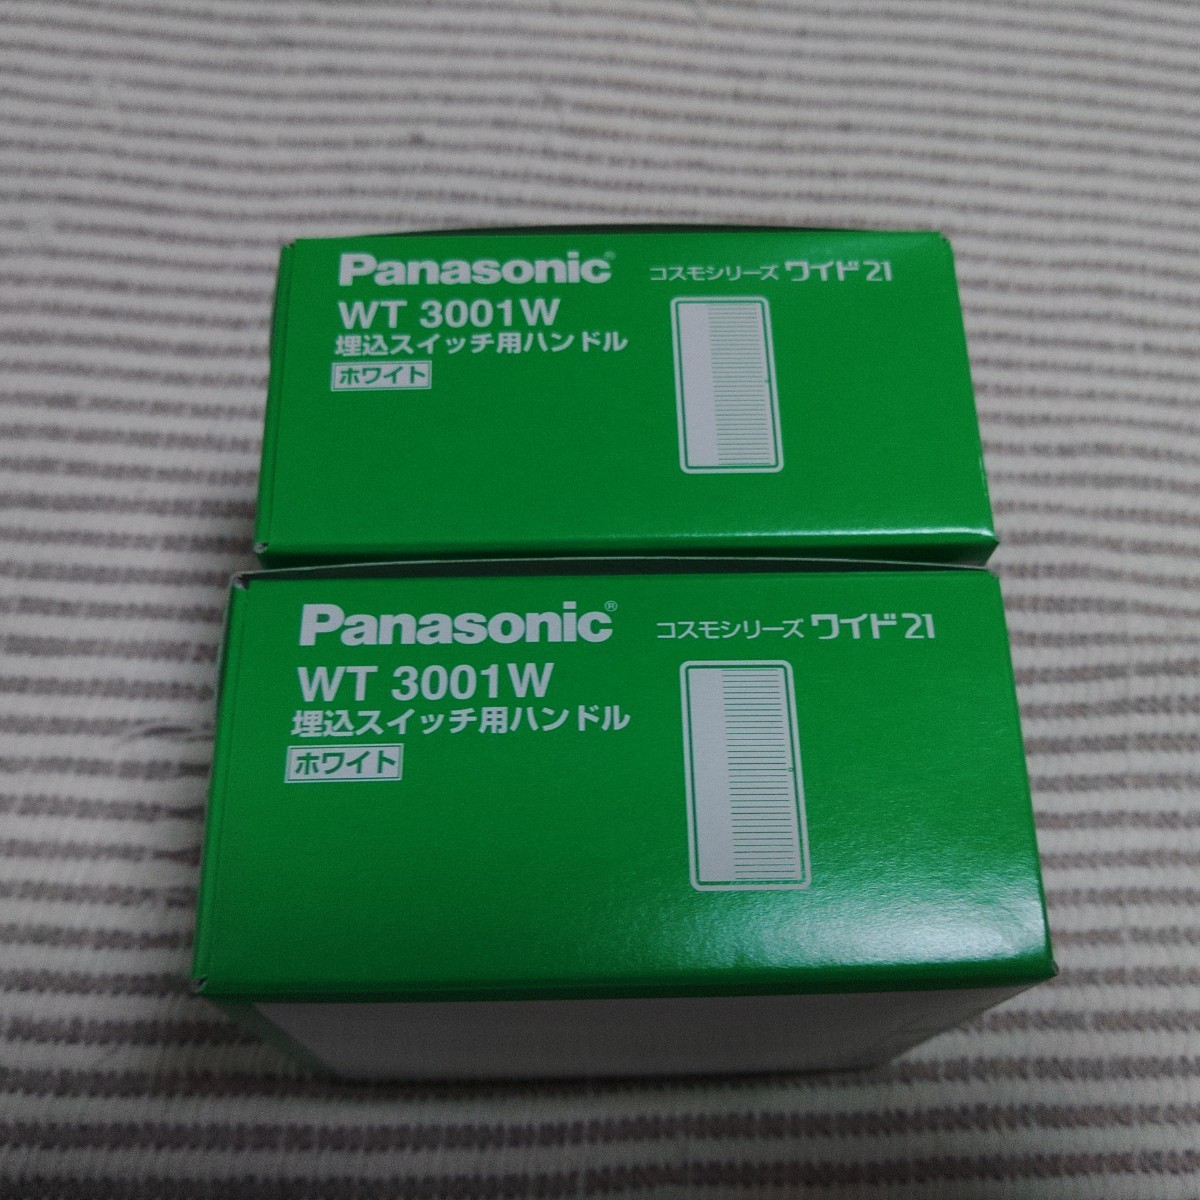 Panasonic®
コスモシリーズ ワイド21
WT 3001W
埋込スイッチ用ハンドル
ホワイト
Panasonic®
コスモシリーズ ワイド21
WT 3001W
埋込スイッチ用ハンドル
ホワイト